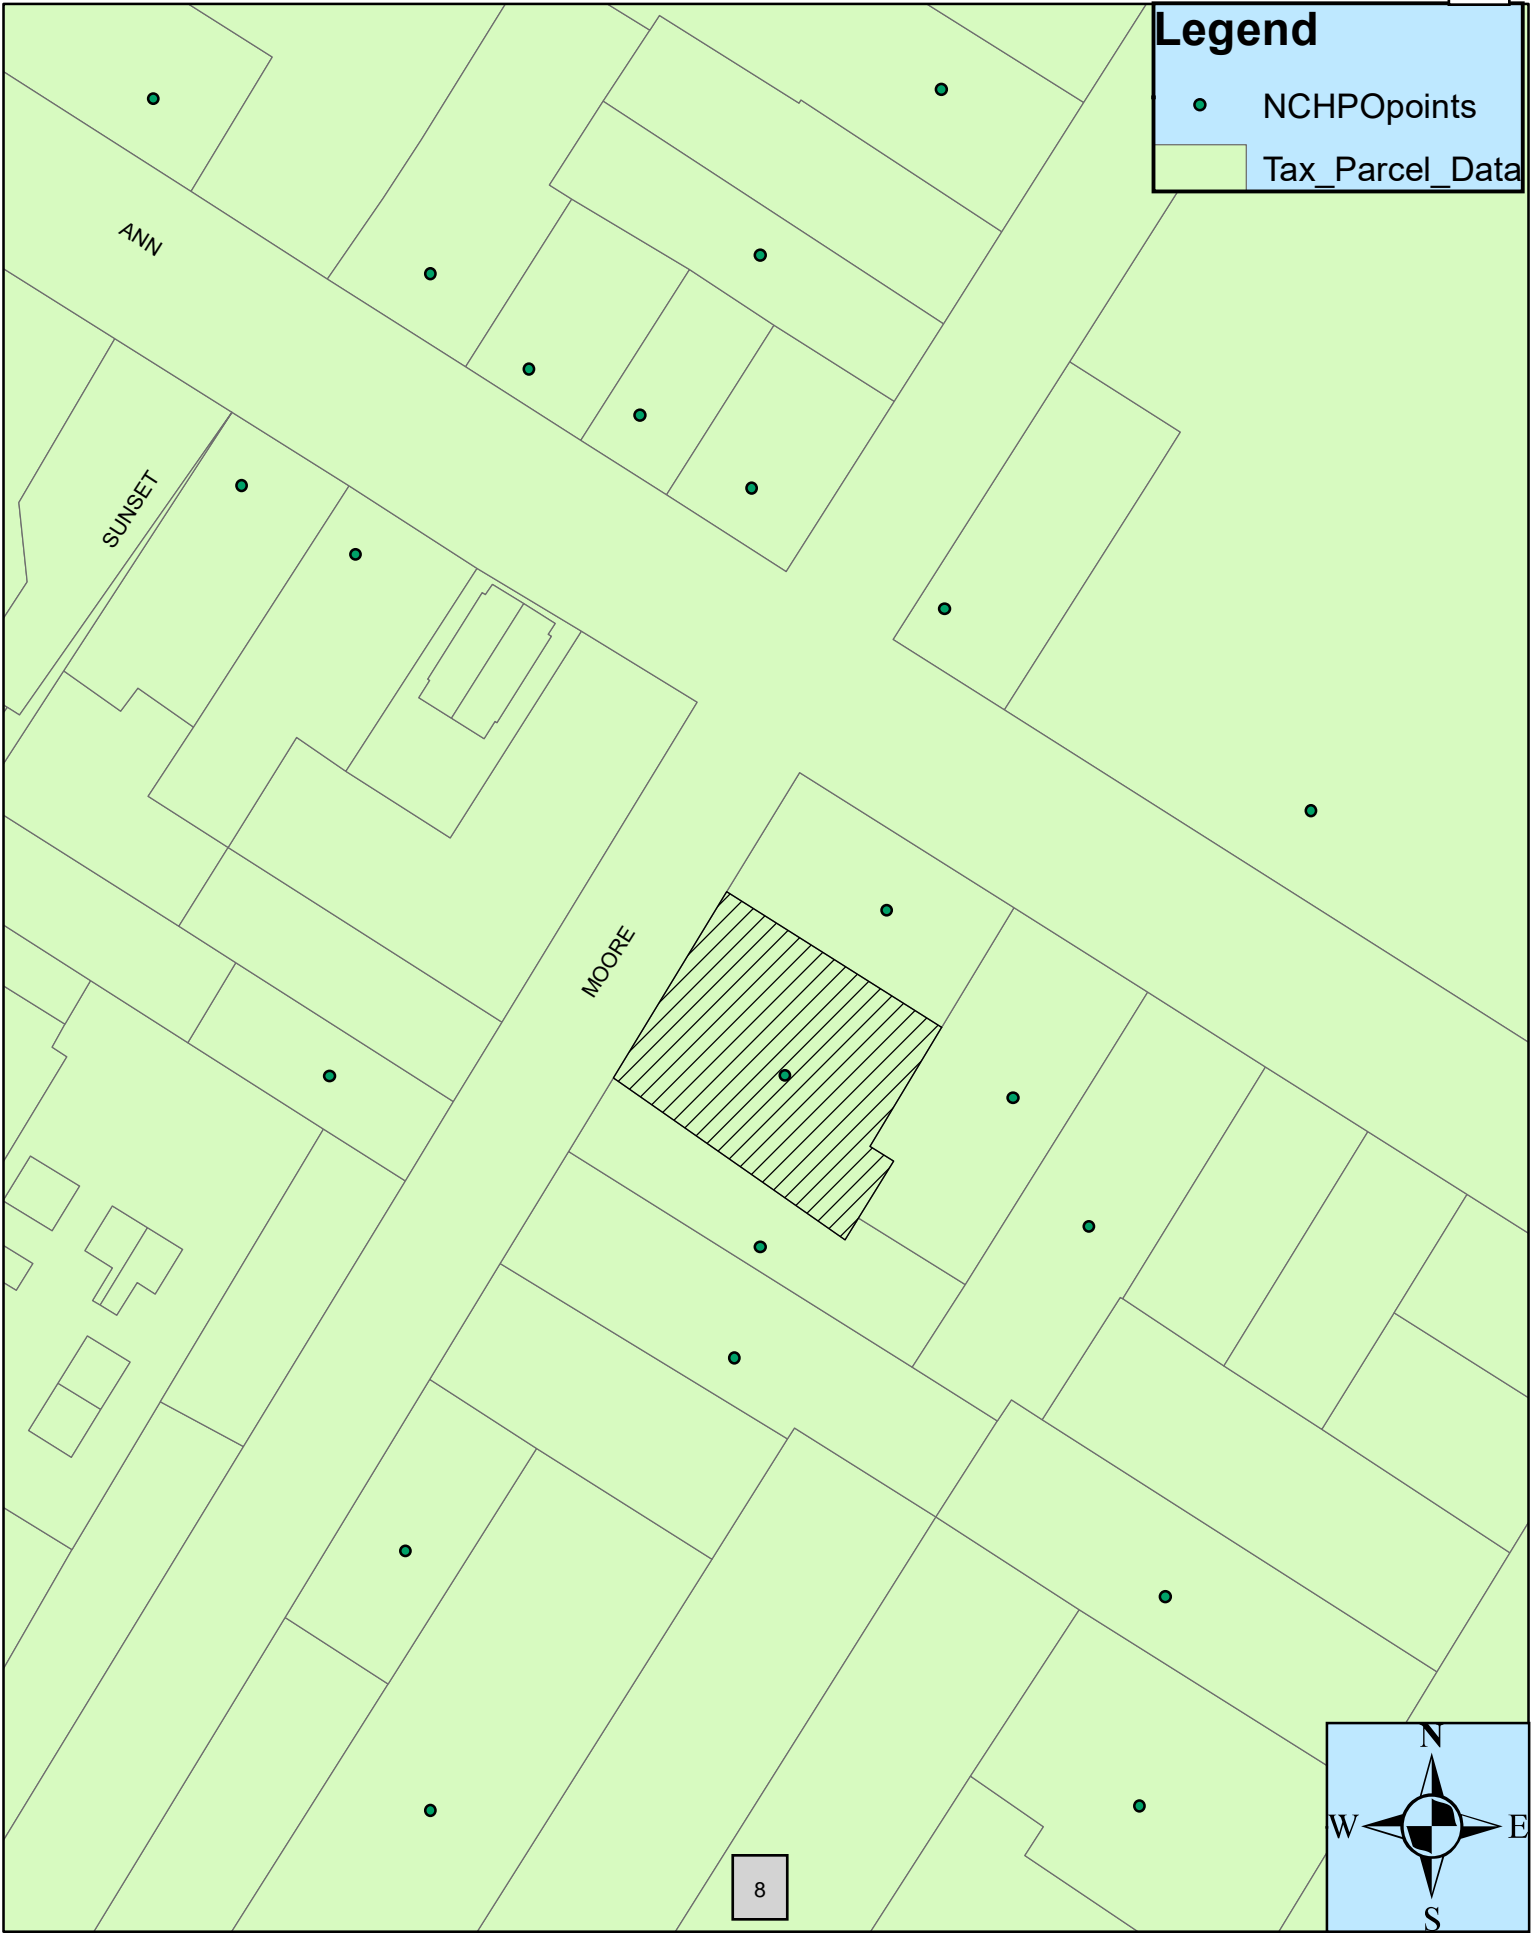 Legend
NCHPOpoints
Tax_Parcel_Data
ANN
SUNSET
MOORE
N
W
E
S
8